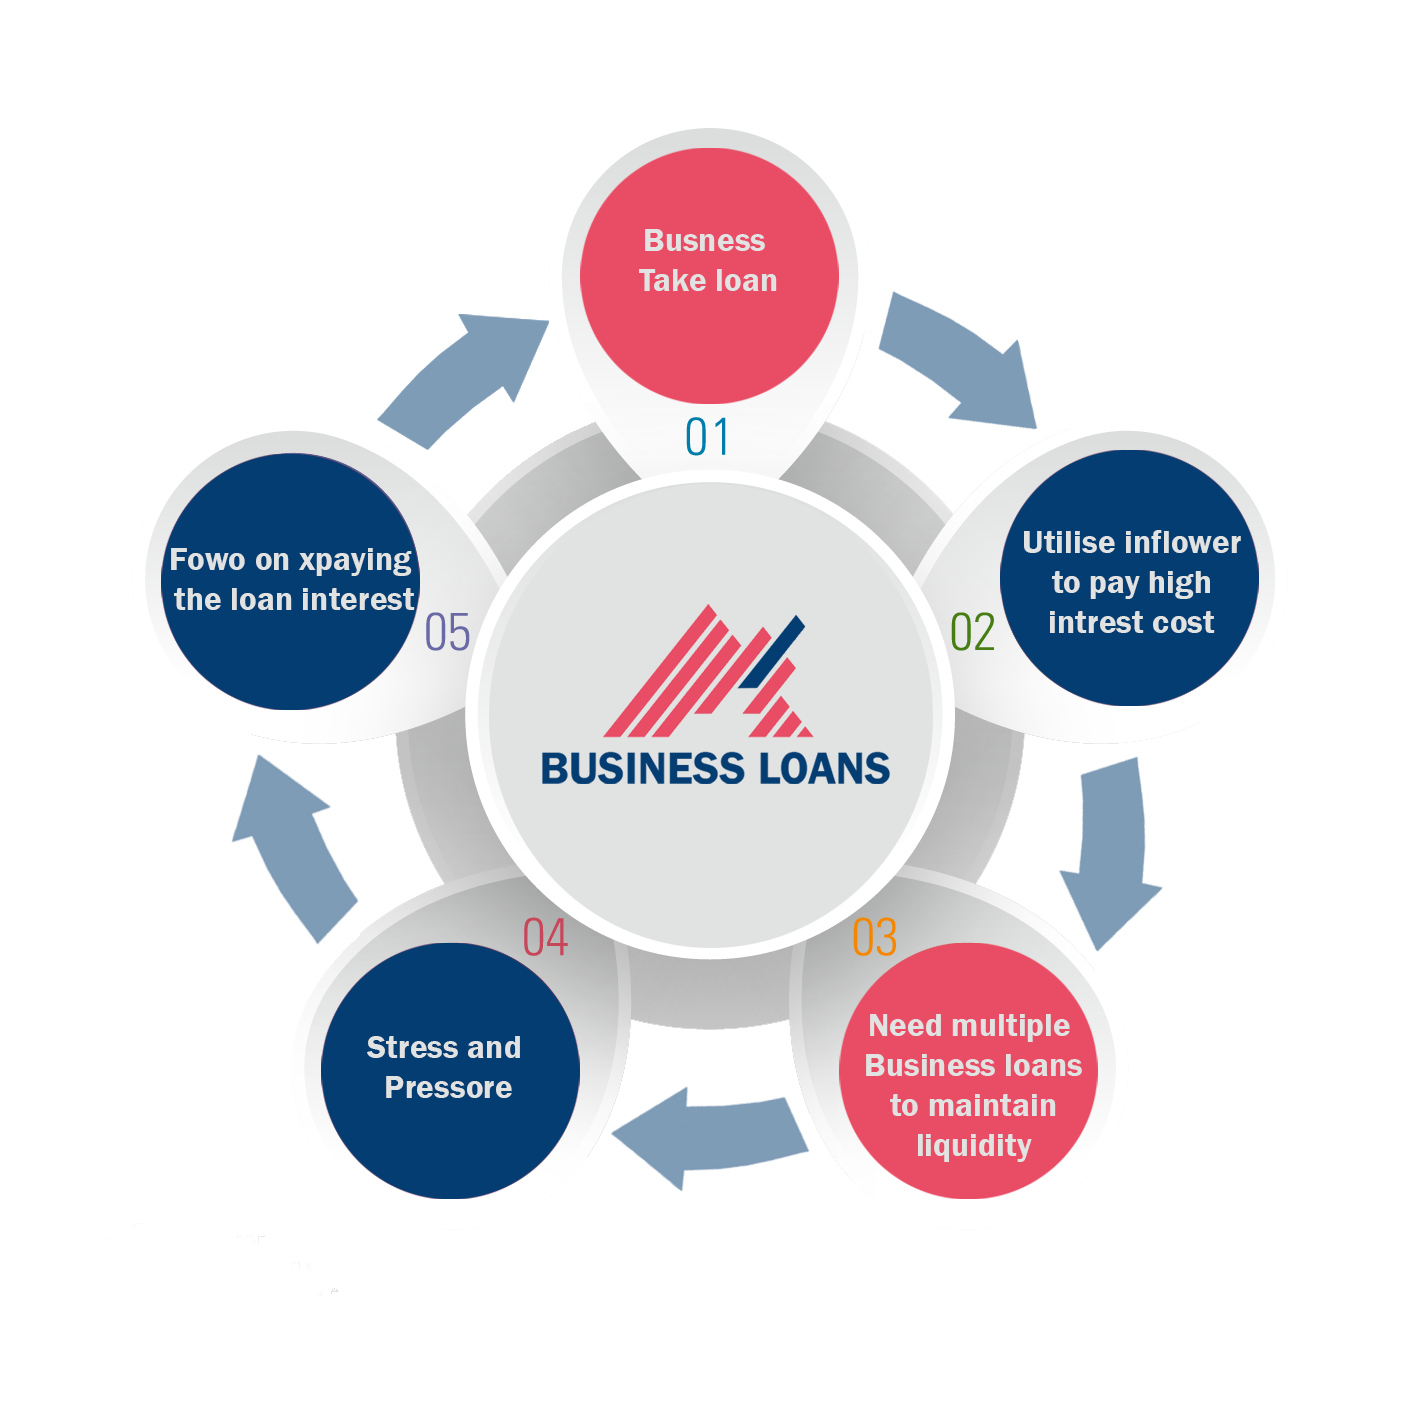 Busness
Take loan
01
Utilise inflower
to pay high
intrest cost
02
03
Need multiple
Business loans
to maintain
liquidity
04
Stress and
Pressore
Fowo on xpaying
the loan interest
05
BUSINESS LOANS